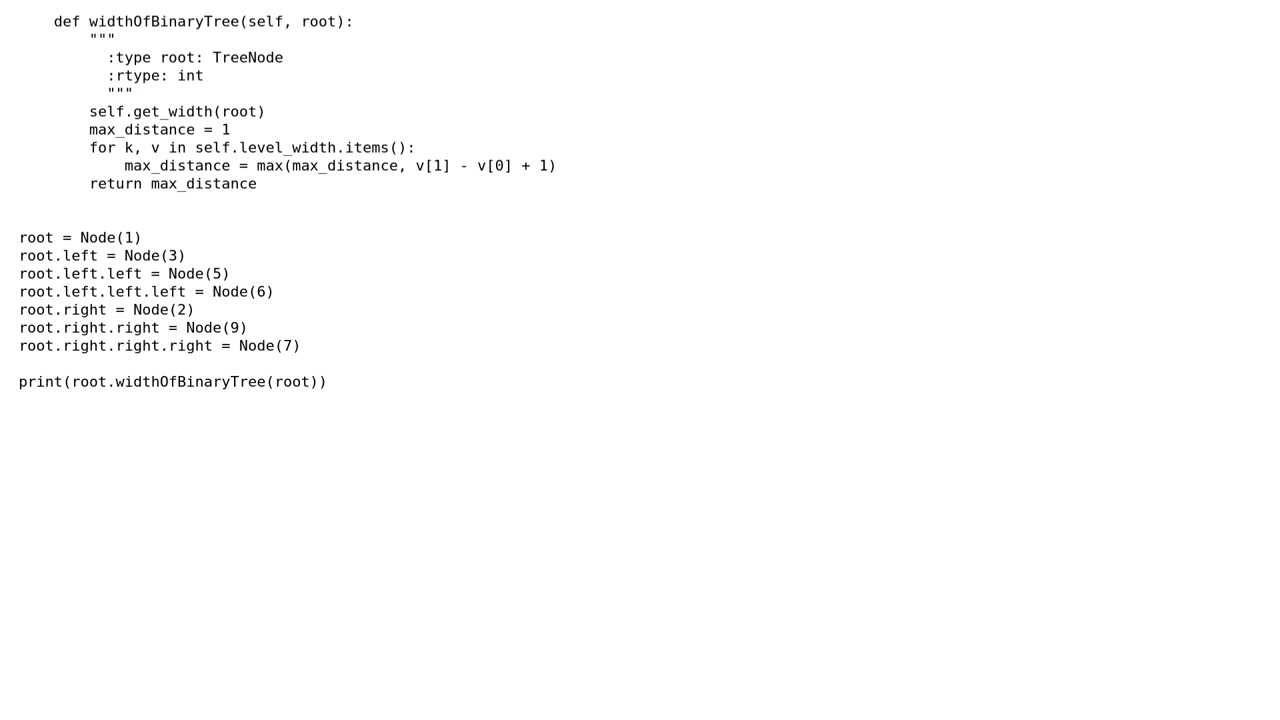 def widthOfBinaryTree(self, root):
        """
          :type root: TreeNode
          :rtype: int
          """
        self.get_width(root)
        max_distance = 1
        for k, v in self.level_width.items():
            max_distance = max(max_distance, v[1] - v[0] + 1)
        return max_distance


root = Node(1)
root.left = Node(3)
root.left.left = Node(5)
root.left.left.left = Node(6)
root.right = Node(2)
root.right.right = Node(9)
root.right.right.right = Node(7)

print(root.widthOfBinaryTree(root))